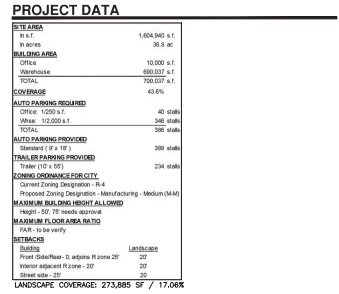 PROJECT DATA
SITE AREA
In s.f. 1,604,940 s.f.
In acres 36.8 ac
BUILDING AREA
Office 10,000 s.f.
Warehouse 690,037 s.f.
TOTAL 700,037 s.f.
COVERAGE 43.6%
AUTO PARKING REQUIRED
Office: 1/250 s.f. 40 stalls
Whse: 1/2,000 s.f. 346 stalls
TOTAL 386 stalls
AUTO PARKING PROVIDED
Standard ( 9' x 18' ) 369 stalls
TRAILER PARKING PROVIDED
Trailer (10' x 55') 234 stalls
ZONING ORDINANCE FOR CITY
Current Zoning Designation - R-4
Proposed Zoning Designation - Manufacturing - Medium (M-M)
MAXIMUM BUILDING HEIGHT ALLOWED
Height - 50', 75' needs approval
MAXIMUM FLOOR AREA RATIO
FAR - to be verify
SETBACKS
Building Landscape
Front /Side/Rear- 0, adjoins R zone 25' 20'
Interior adjacent R zone - 20' 20'
Street side - 25' 20
LANDSCAPE COVERAGE: 273,885 SF / 17.06%